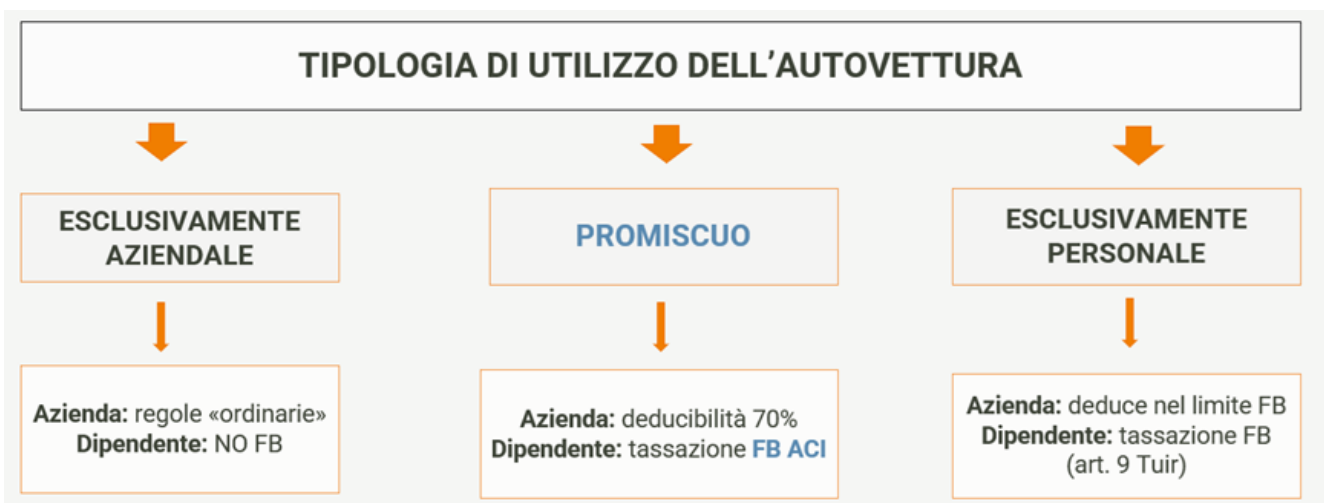 TIPOLOGIA DI UTILIZZO DELL'AUTOVETTURA
ESCLUSIVAMENTE
AZIENDALE
PROMISCUO
ESCLUSIVAMENTE
PERSONALE
Azienda: regole «ordinarie»
Dipendente: NO FB
Azienda: deducibilità 70%
Dipendente: tassazione FB ACI
Azienda: deduce nel limite FB
Dipendente: tassazione FB
(art. 9 Tuir)